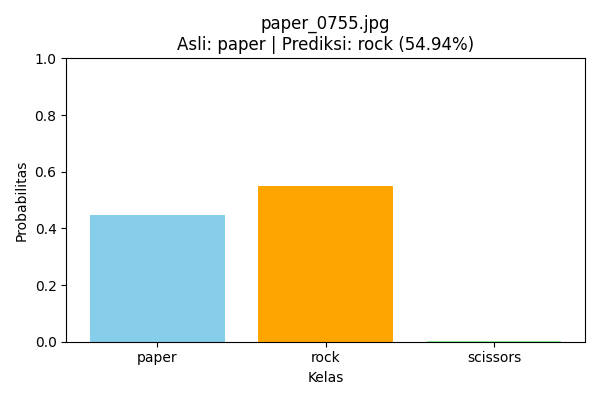 paper_0755.jpg
Asli: paper | Prediksi: rock (54.94%)
1.0
0.8
0.6
0.4
0.2
0.0
Probabilitas
paper rock scissors
Kelas